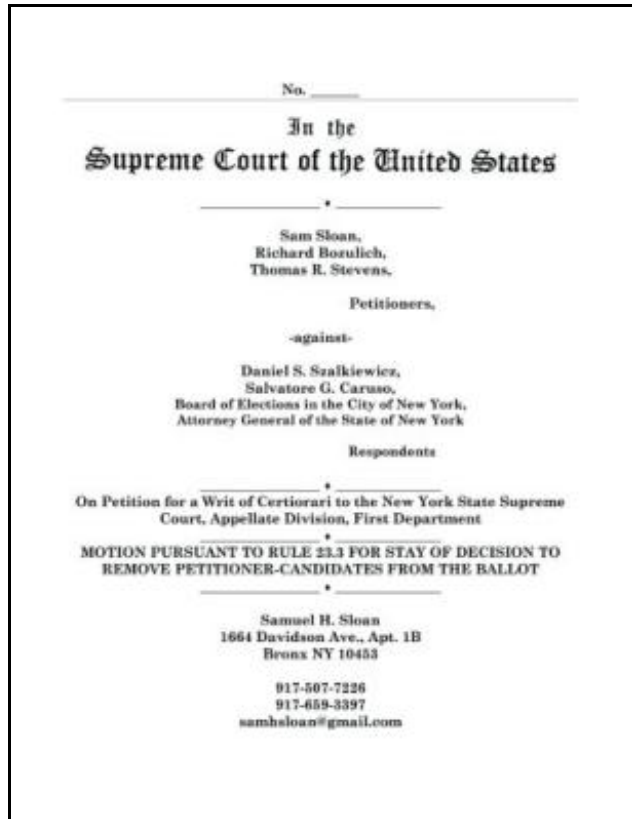 No. ______
In the
Supreme Court of the United States
Sam Sloan,
Richard Bozulich,
Thomas R. Stevens,
Petitioners,
-against-
Daniel S. Szalkiewicz,
Salvatore G. Caruso,
Board of Elections in the City of New York,
Attorney General of the State of New York
Respondents
On Petition for a Writ of Certiorari to the New York State Supreme
Court, Appellate Division, First Department
MOTION PURSUANT TO RULE 23.3 FOR STAY OF DECISION TO
REMOVE PETITIONER-CANDIDATES FROM THE BALLOT
Samuel H. Sloan
1664 Davidson Ave., Apt. 1B
Bronx NY 10453
917-507-7226
917-659-3397
samhsloan@gmail.com